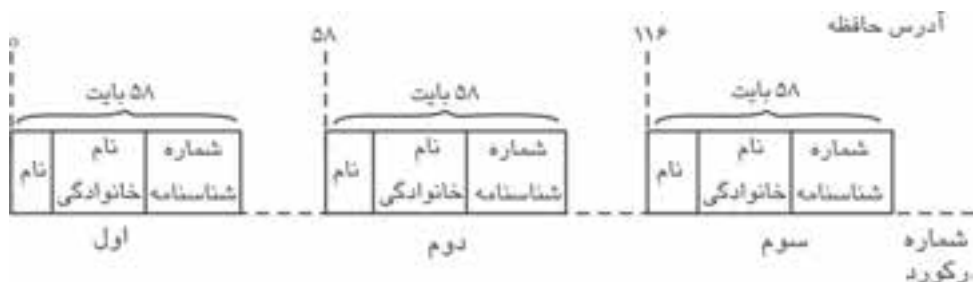 آدرس حافظه
۰
۵۸
۱۱۶
۵۸ بایت
۵۸ بایت
۵۸ بایت
نام
نام خانوادگی
شماره شناسنامه
نام
نام خانوادگی
شماره شناسنامه
نام
نام خانوادگی
شماره شناسنامه
اول
دوم
سوم
شماره
رکورد